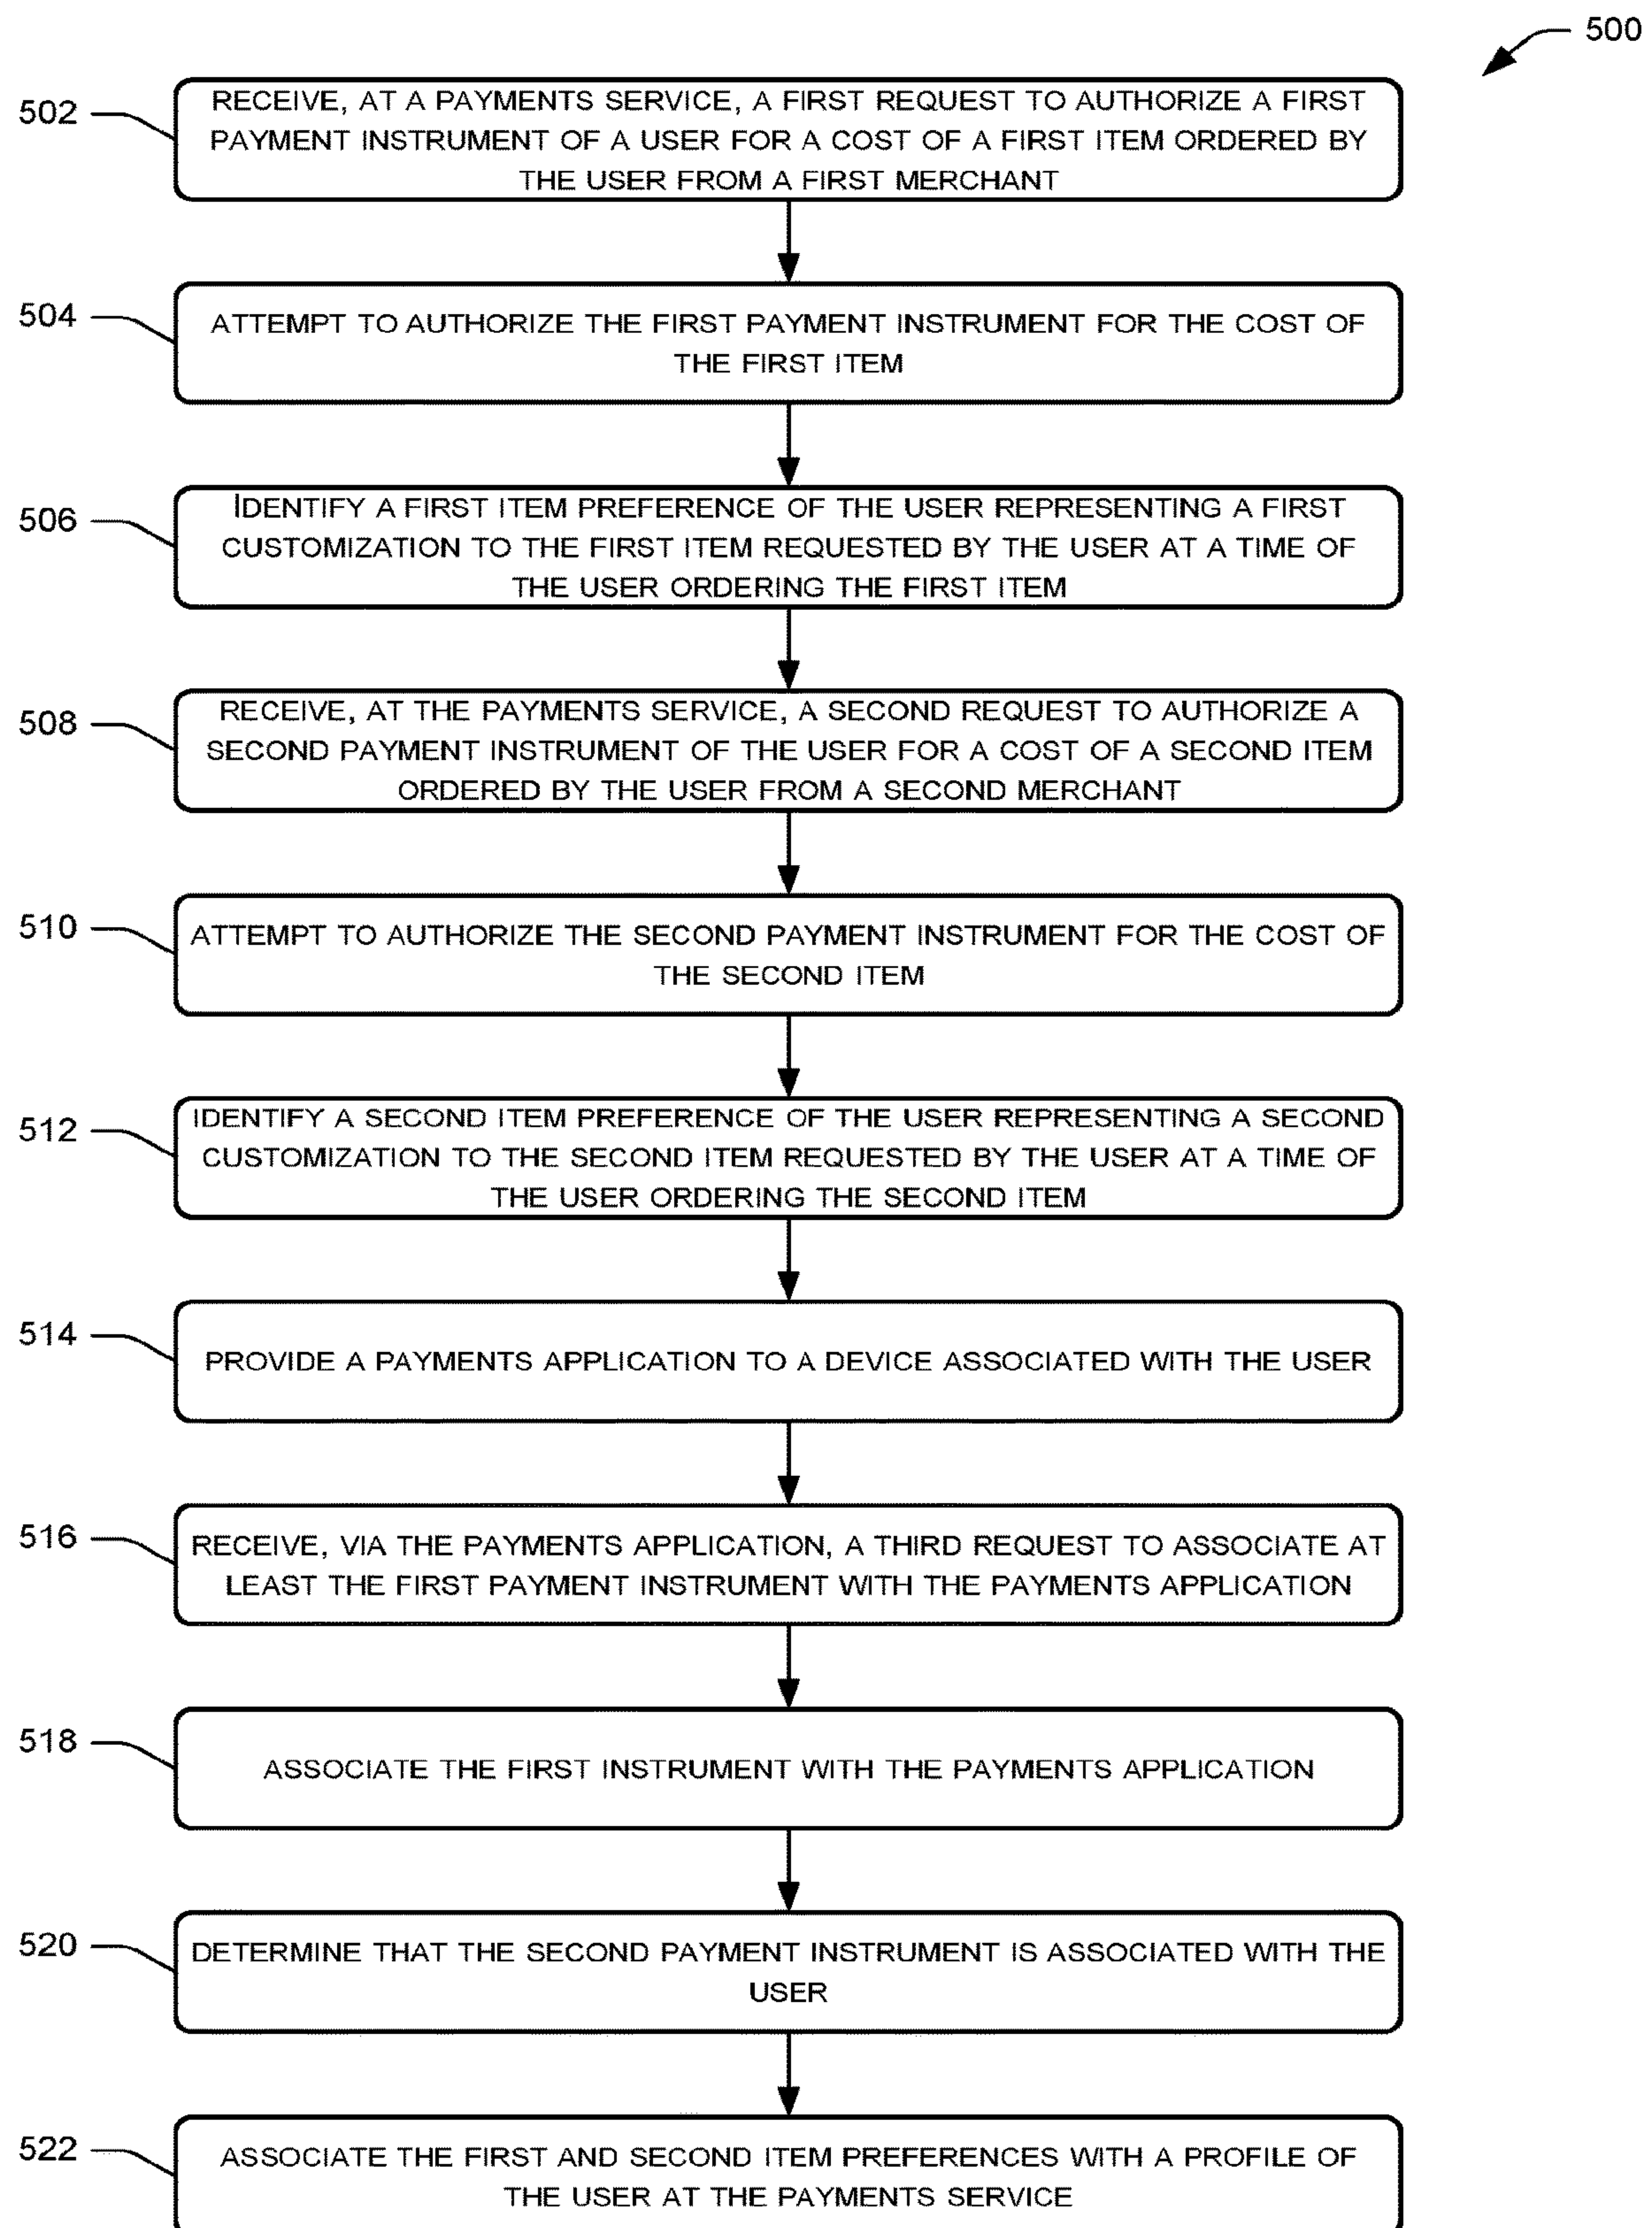 500
502
RECEIVE, AT A PAYMENTS SERVICE, A FIRST REQUEST TO AUTHORIZE A FIRST
PAYMENT INSTRUMENT OF A USER FOR A COST OF A FIRST ITEM ORDERED BY
THE USER FROM A FIRST MERCHANT
504
ATTEMPT TO AUTHORIZE THE FIRST PAYMENT INSTRUMENT FOR THE COST OF
THE FIRST ITEM
506
IDENTIFY A FIRST ITEM PREFERENCE OF THE USER REPRESENTING A FIRST
CUSTOMIZATION TO THE FIRST ITEM REQUESTED BY THE USER AT A TIME OF
THE USER ORDERING THE FIRST ITEM
508
RECEIVE, AT THE PAYMENTS SERVICE, A SECOND REQUEST TO AUTHORIZE A
SECOND PAYMENT INSTRUMENT OF THE USER FOR A COST OF A SECOND ITEM
ORDERED BY THE USER FROM A SECOND MERCHANT
510
ATTEMPT TO AUTHORIZE THE SECOND PAYMENT INSTRUMENT FOR THE COST OF
THE SECOND ITEM
512
IDENTIFY A SECOND ITEM PREFERENCE OF THE USER REPRESENTING A SECOND
CUSTOMIZATION TO THE SECOND ITEM REQUESTED BY THE USER AT A TIME OF
THE USER ORDERING THE SECOND ITEM
514
PROVIDE A PAYMENTS APPLICATION TO A DEVICE ASSOCIATED WITH THE USER
516
RECEIVE, VIA THE PAYMENTS APPLICATION, A THIRD REQUEST TO ASSOCIATE AT
LEAST THE FIRST PAYMENT INSTRUMENT WITH THE PAYMENTS APPLICATION
518
ASSOCIATE THE FIRST INSTRUMENT WITH THE PAYMENTS APPLICATION
520
DETERMINE THAT THE SECOND PAYMENT INSTRUMENT IS ASSOCIATED WITH THE
USER
522
ASSOCIATE THE FIRST AND SECOND ITEM PREFERENCES WITH A PROFILE OF
THE USER AT THE PAYMENTS SERVICE